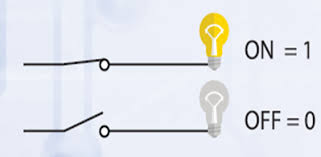 ON = 1
OFF = 0